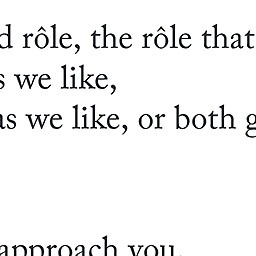 rôle, the rôle that
we like,
as we like, or both
approach you.